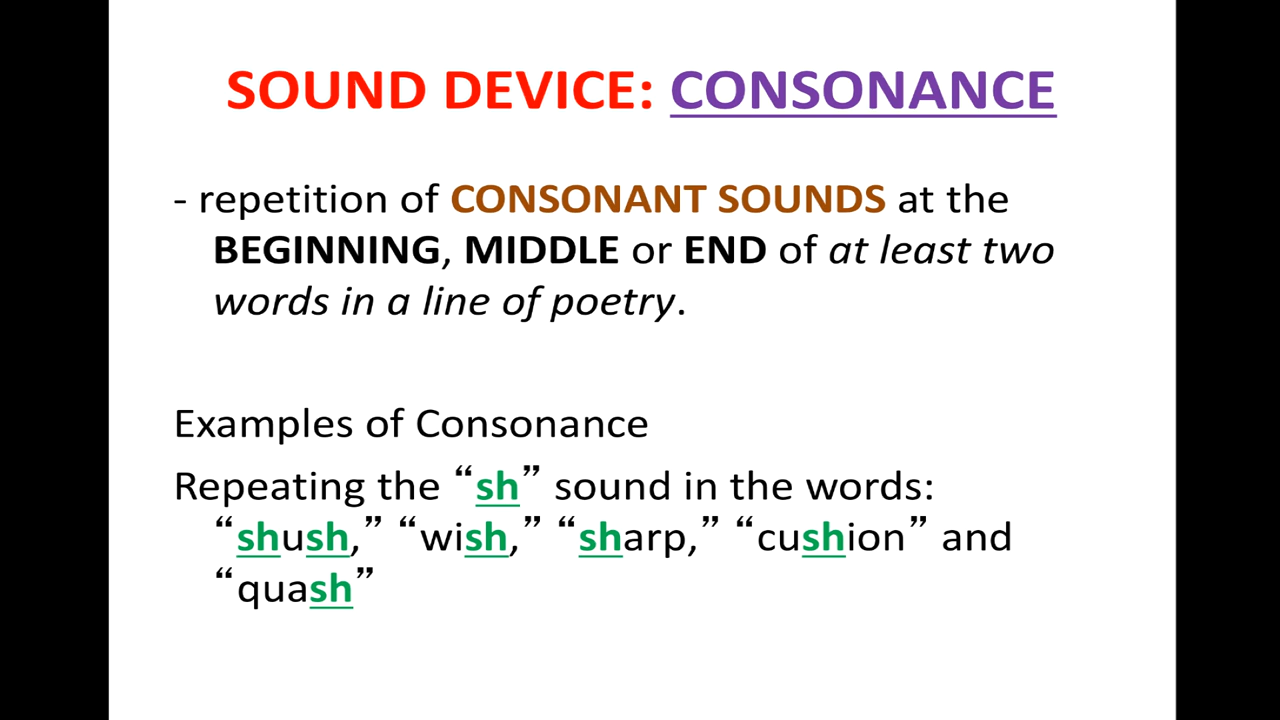 SOUND DEVICE: CONSONANCE
- repetition of CONSONANT SOUNDS at the
BEGINNING, MIDDLE or END of at least two
words in a line of poetry.
Examples of Consonance
Repeating the “sh” sound in the words:
“shush,” “wish,” “sharp,” “cushion” and
“quash”